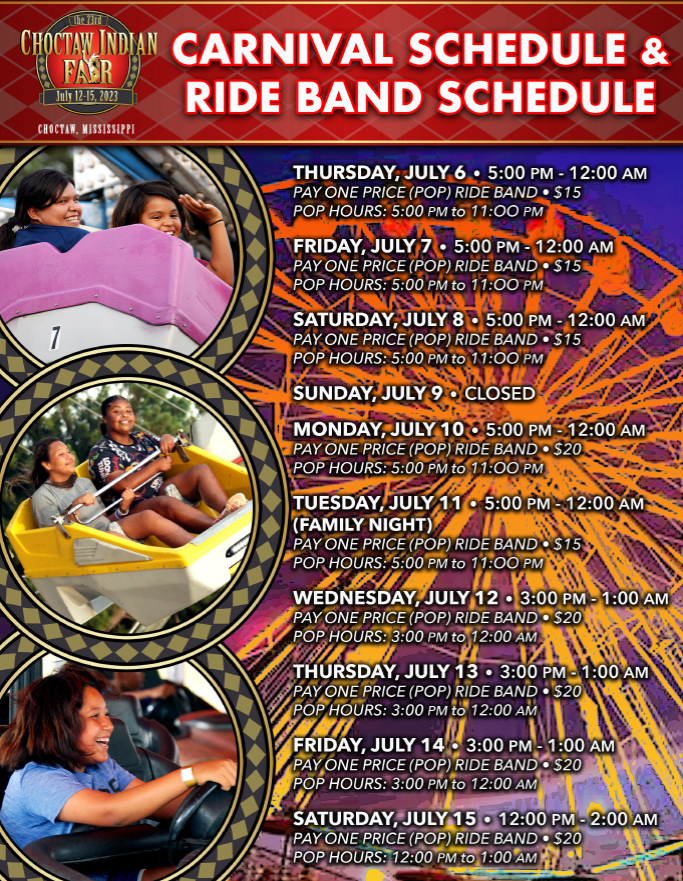 the 23rd
CHOCTAW INDIAN
FAIR
July 12-15, 2023
CHOCTAW, MISSISSIPPI
CARNIVAL SCHEDULE &
RIDE BAND SCHEDULE
THURSDAY, JULY 6 • 5:00 PM - 12:00 AM
PAY ONE PRICE (POP) RIDE BAND • $15
POP HOURS: 5:00 PM to 11:OO PM
FRIDAY, JULY 7 • 5:00 PM - 12:00 AM
PAY ONE PRICE (POP) RIDE BAND • $15
POP HOURS: 5:00 PM to 11:OO PM
SATURDAY, JULY 8 • 5:00 PM - 12:00 AM
PAY ONE PRICE (POP) RIDE BAND • $15
POP HOURS: 5:00 PM to 11:OO PM
SUNDAY, JULY 9 • CLOSED
MONDAY, JULY 10 • 5:00 PM - 12:00 AM
PAY ONE PRICE (POP) RIDE BAND • $20
POP HOURS: 5:00 PM to 11:OO PM
TUESDAY, JULY 11 • 5:00 PM - 12:00 AM
(FAMILY NIGHT)
PAY ONE PRICE (POP) RIDE BAND • $15
POP HOURS: 5:00 PM to 11:OO PM
WEDNESDAY, JULY 12 • 3:00 PM - 1:00 AM
PAY ONE PRICE (POP) RIDE BAND • $20
POP HOURS: 3:00 PM to 12:00 AM
THURSDAY, JULY 13 • 3:00 PM - 1:00 AM
PAY ONE PRICE (POP) RIDE BAND • $20
POP HOURS: 3:00 PM to 12:00 AM
FRIDAY, JULY 14 • 3:00 PM - 1:00 AM
PAY ONE PRICE (POP) RIDE BAND • $20
POP HOURS: 3:00 PM to 12:00 AM
SATURDAY, JULY 15 • 12:00 PM - 2:00 AM
PAY ONE PRICE (POP) RIDE BAND • $20
POP HOURS: 12:00 PM to 1:00 AM
7